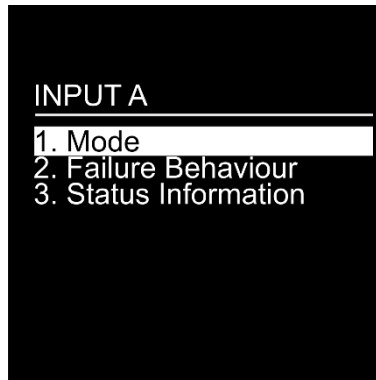 INPUT A
1. Mode
2. Failure Behaviour
3. Status Information